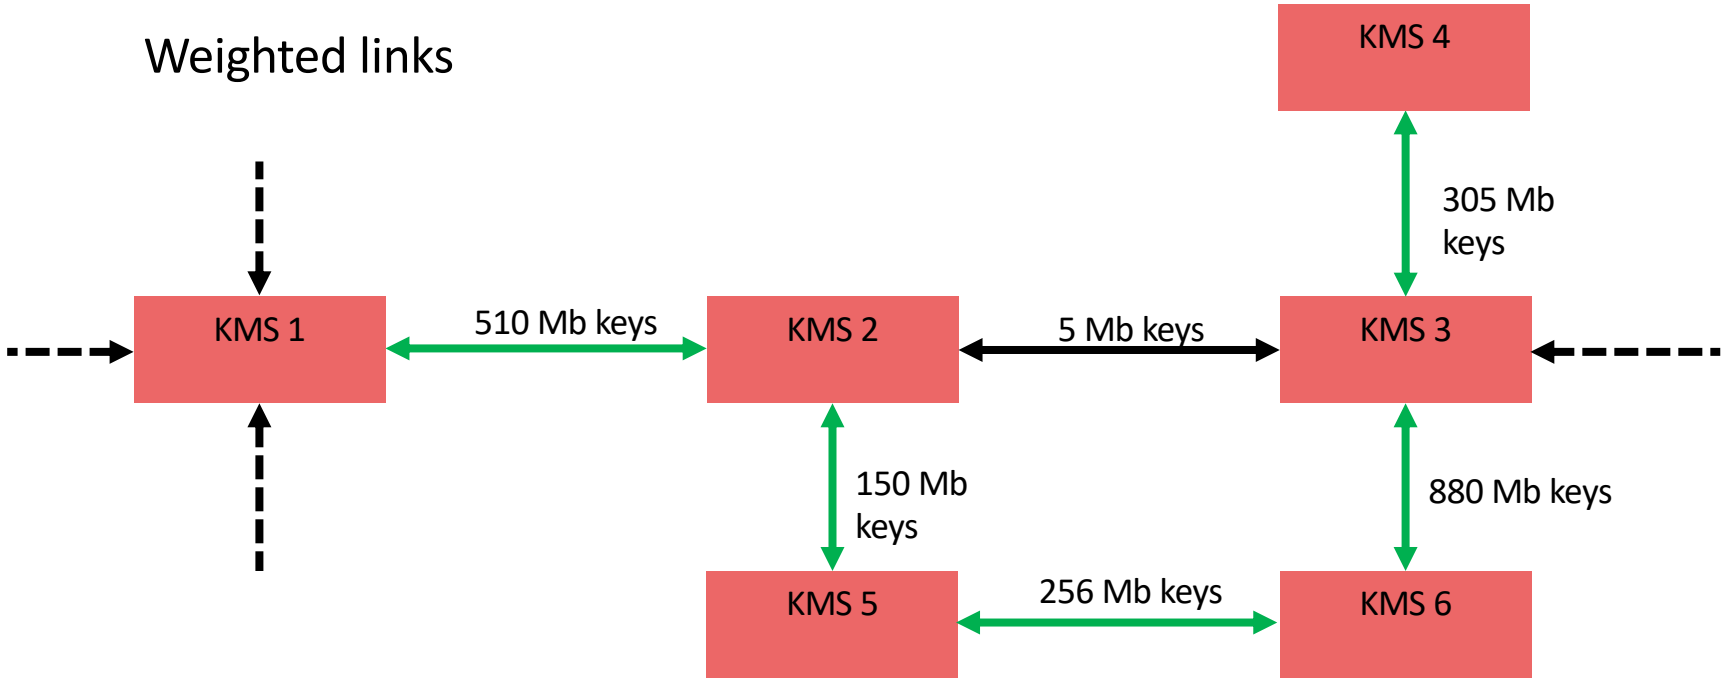 Weighted links
KMS 4
305 Mb
keys
KMS 1
510 Mb keys
KMS 2
5 Mb keys
KMS 3
150 Mb
keys
880 Mb keys
KMS 5
256 Mb keys
KMS 6